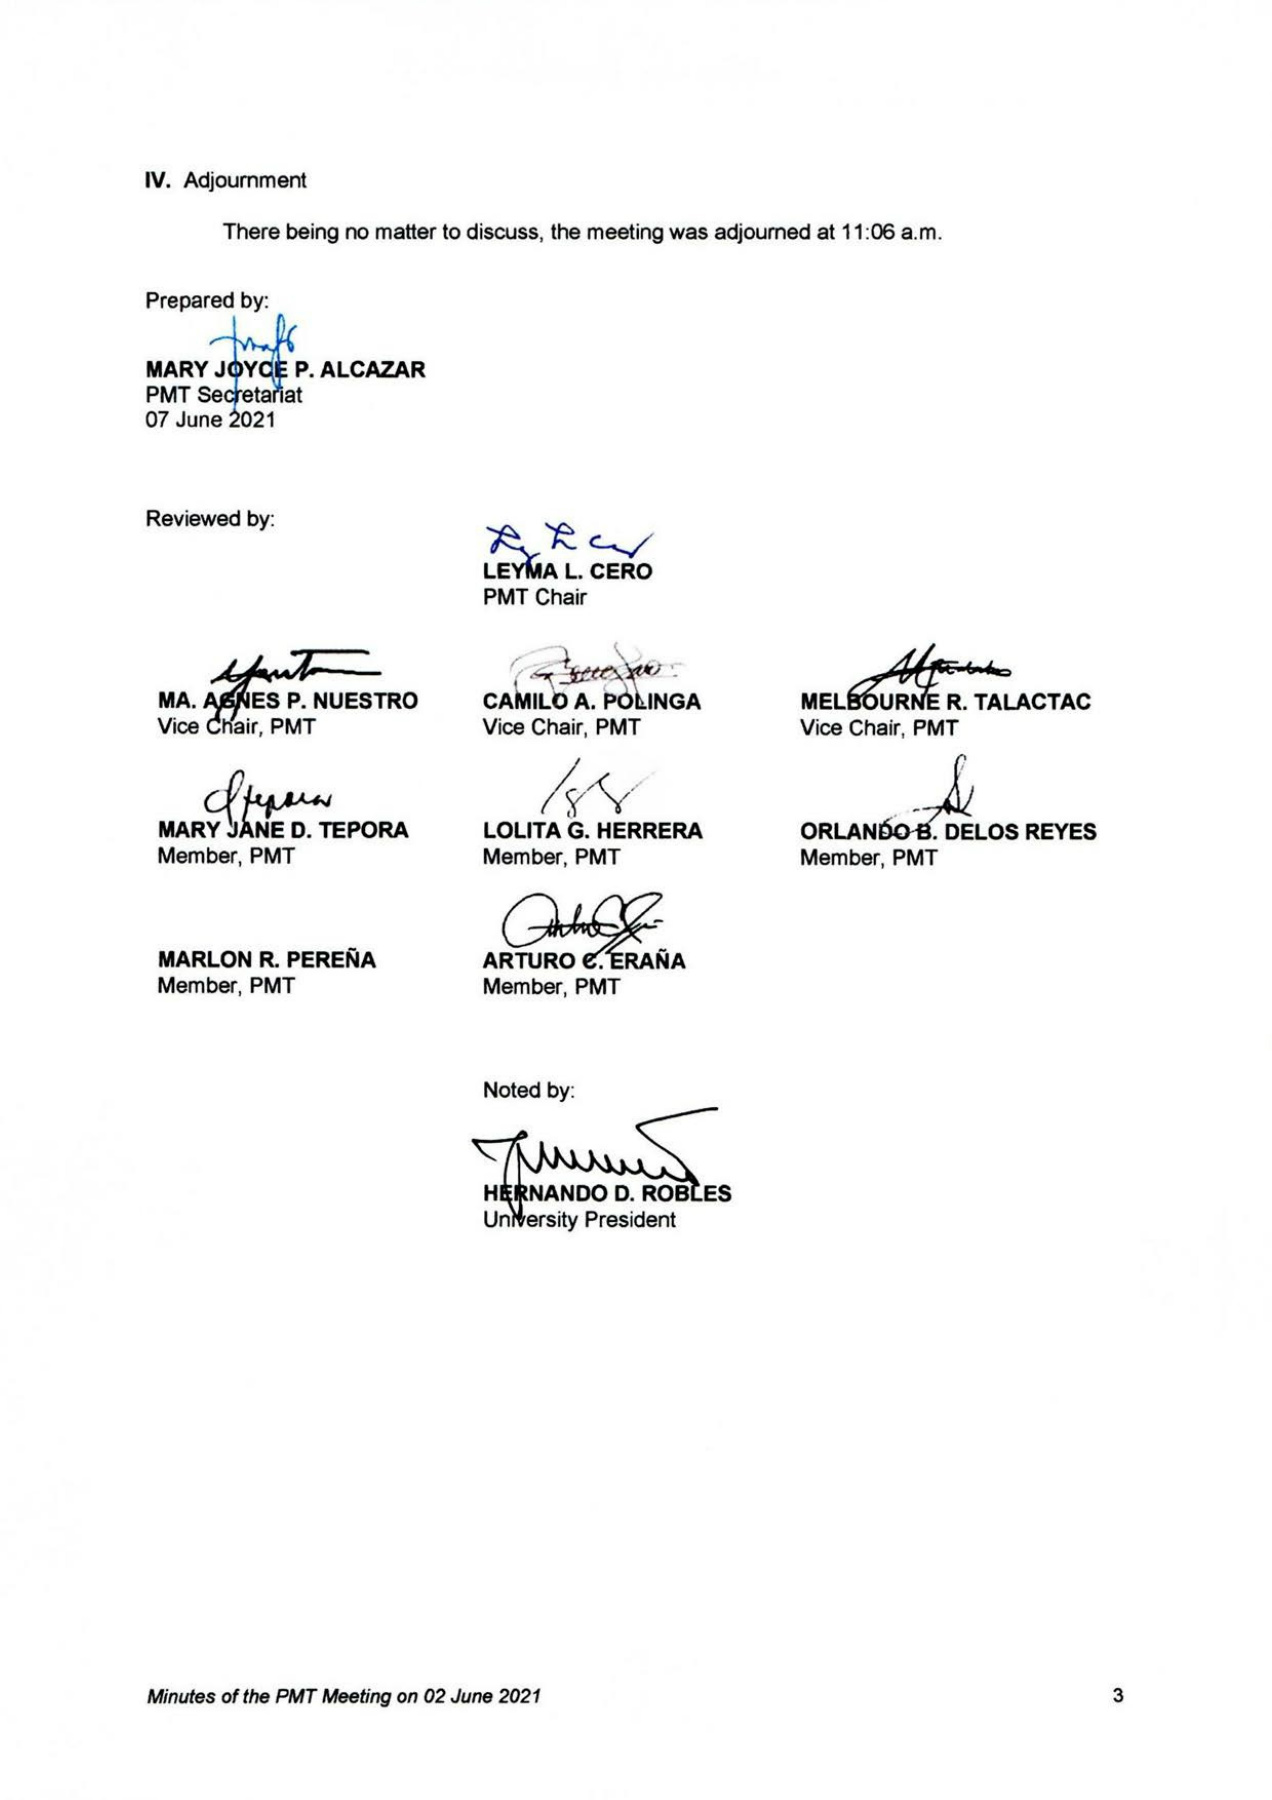 IV. Adjournment
There being no matter to discuss, the meeting was adjourned at 11:06 a.m.
Prepared by:
MARY JOYCE P. ALCAZAR
PMT Secretariat
07 June 2021
Reviewed by:
LEYMA L. CERO
PMT Chair
MA. AGNES P. NUESTRO
Vice Chair, PMT
CAMILO A. POLINGA
Vice Chair, PMT
MELBOURNE R. TALACTAC
Vice Chair, PMT
MARY JANE D. TEPORA
Member, PMT
LOLITA G. HERRERA
Member, PMT
ORLANDO B. DELOS REYES
Member, PMT
MARLON R. PEREÑA
Member, PMT
ARTURO C. ERAÑA
Member, PMT
Noted by:
HERNANDO D. ROBLES
University President
Minutes of the PMT Meeting on 02 June 2021 3